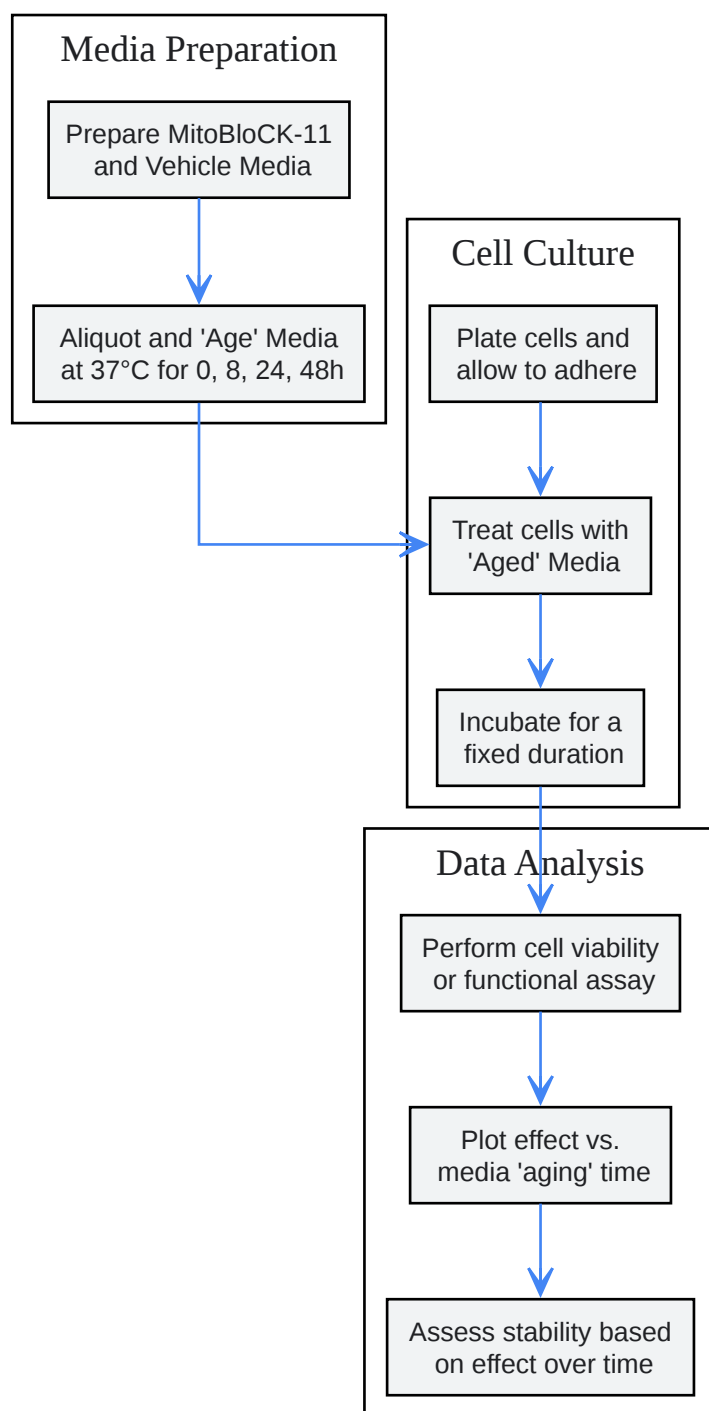 Media Preparation
Prepare MitoBloCK-11
and Vehicle Media
Aliquot and 'Age' Media
at 37°C for 0, 8, 24, 48h
Cell Culture
Plate cells and
allow to adhere
Treat cells with
'Aged' Media
Incubate for a
fixed duration
Data Analysis
Perform cell viability
or functional assay
Plot effect vs.
media 'aging' time
Assess stability based
on effect over time